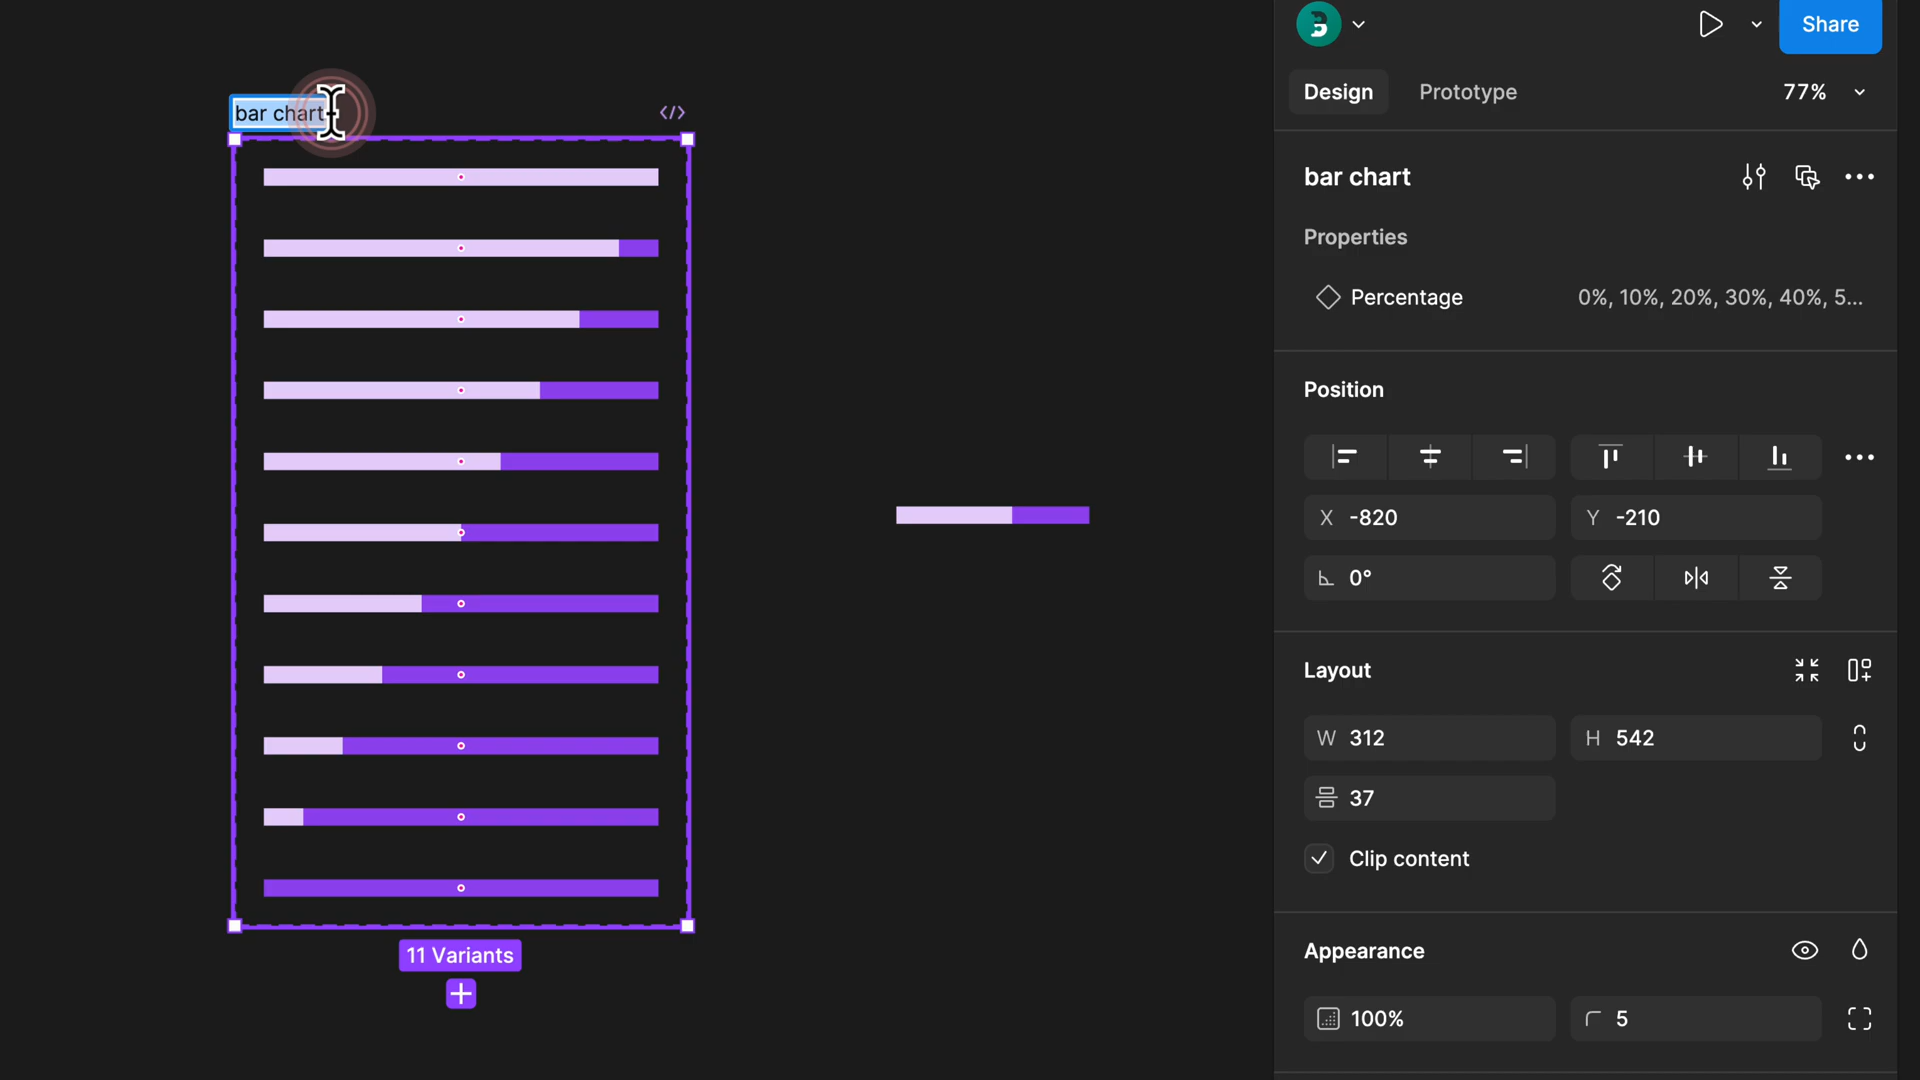 Share
Design
Prototype
77%
bar chart
</>
bar chart
Properties
Percentage
0%, 10%, 20%, 30%, 40%, 5...
Position
X -820
Y -210
0°
Layout
W 312
H 542
37
Clip content
11 Variants
Appearance
100%
5